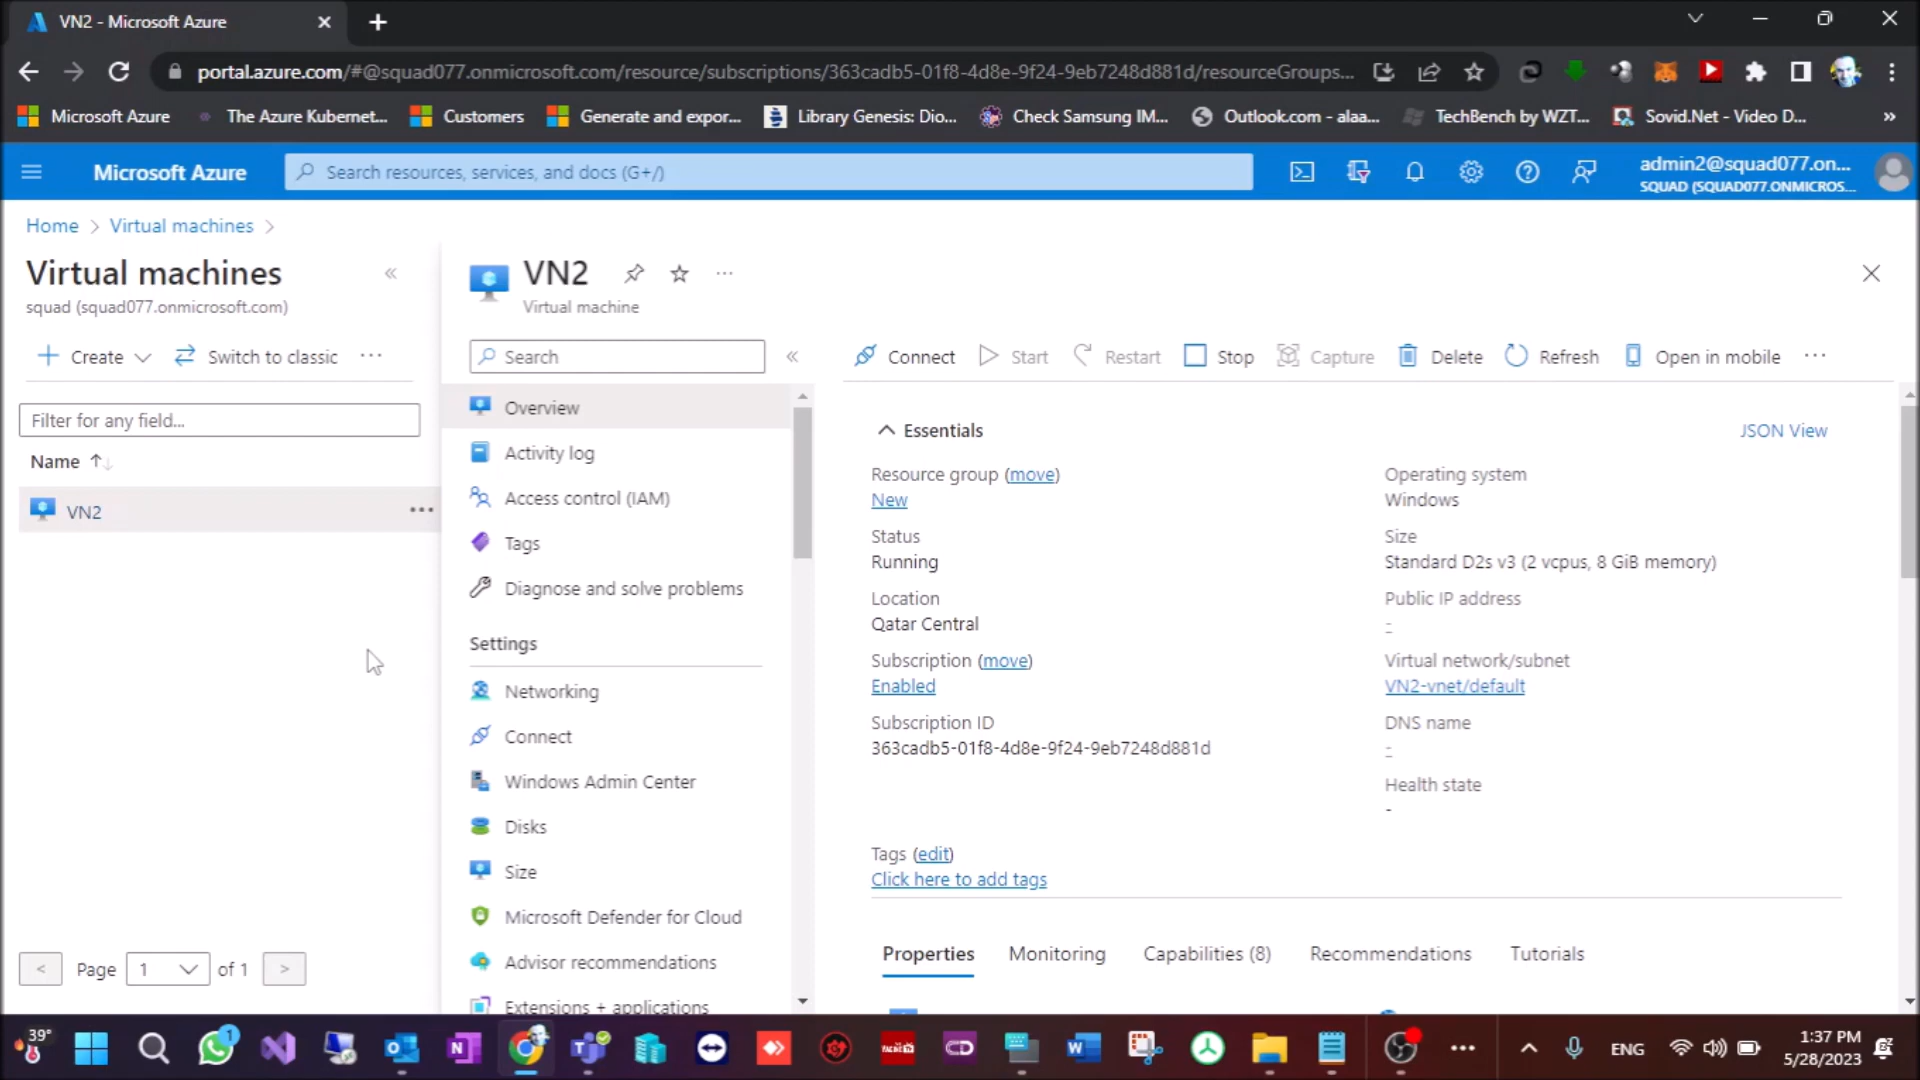 VN2 - Microsoft Azure
portal.azure.com/#@squad077.onmicrosoft.com/resource/subscriptions/363cadb5-01f8-4d8e-9f24-9eb7248d881d/resourceGroups...
Microsoft Azure
The Azure Kubernet...
Customers
Generate and expor...
Library Genesis: Dio...
Check Samsung IM...
Outlook.com - alaa...
TechBench by WZT...
Sovid.Net - Video D...
»
Microsoft Azure
Search resources, services, and docs (G+/)
admin2@squad077.on...
SQUAD (SQUAD077.ONMICROS...
Home > Virtual machines >
Virtual machines
squad (squad077.onmicrosoft.com)
Create
Switch to classic
...
Filter for any field...
Name
VN2
...
< Page 1 of 1 >
VN2
...
Virtual machine
Search
Overview
Activity log
Access control (IAM)
Tags
Diagnose and solve problems
Settings
Networking
Connect
Windows Admin Center
Disks
Size
Microsoft Defender for Cloud
Advisor recommendations
Extensions + applications
Connect
Start
Restart
Stop
Capture
Delete
Refresh
Open in mobile
...
Essentials
JSON View
Resource group (move)
New
Status
Running
Location
Qatar Central
Subscription (move)
Enabled
Subscription ID
363cadb5-01f8-4d8e-9f24-9eb7248d881d
Operating system
Windows
Size
Standard D2s v3 (2 vcpus, 8 GiB memory)
Public IP address
-
Virtual network/subnet
VN2-vnet/default
DNS name
-
Health state
-
Tags (edit)
Click here to add tags
Properties
Monitoring
Capabilities (8)
Recommendations
Tutorials
39°
1
ENG
1:37 PM
5/28/2023